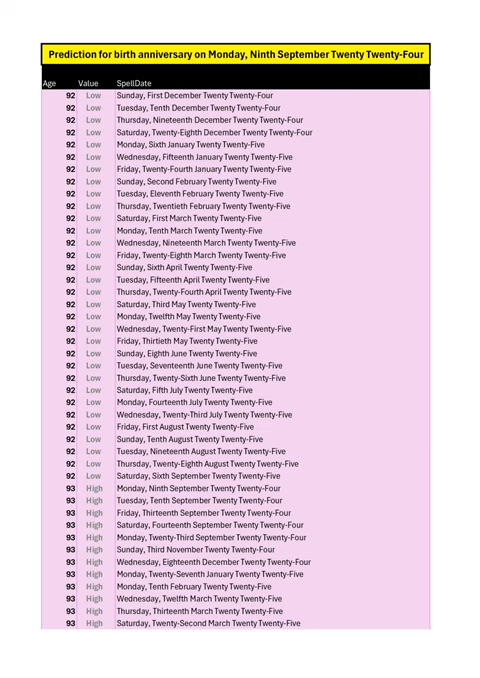 Prediction for birth anniversary on Monday, Ninth September Twenty Twenty-Four
Age Value SpellDate
92 Low Sunday, First December Twenty Twenty-Four
92 Low Tuesday, Tenth December Twenty Twenty-Four
92 Low Thursday, Nineteenth December Twenty Twenty-Four
92 Low Saturday, Twenty-Eighth December Twenty Twenty-Four
92 Low Monday, Sixth January Twenty Twenty-Five
92 Low Wednesday, Fifteenth January Twenty Twenty-Five
92 Low Friday, Twenty-Fourth January Twenty Twenty-Five
92 Low Sunday, Second February Twenty Twenty-Five
92 Low Tuesday, Eleventh February Twenty Twenty-Five
92 Low Thursday, Twentieth February Twenty Twenty-Five
92 Low Saturday, First March Twenty Twenty-Five
92 Low Monday, Tenth March Twenty Twenty-Five
92 Low Wednesday, Nineteenth March Twenty Twenty-Five
92 Low Friday, Twenty-Eighth March Twenty Twenty-Five
92 Low Sunday, Sixth April Twenty Twenty-Five
92 Low Tuesday, Fifteenth April Twenty Twenty-Five
92 Low Thursday, Twenty-Fourth April Twenty Twenty-Five
92 Low Saturday, Third May Twenty Twenty-Five
92 Low Monday, Twelfth May Twenty Twenty-Five
92 Low Wednesday, Twenty-First May Twenty Twenty-Five
92 Low Friday, Thirtieth May Twenty Twenty-Five
92 Low Sunday, Eighth June Twenty Twenty-Five
92 Low Tuesday, Seventeenth June Twenty Twenty-Five
92 Low Thursday, Twenty-Sixth June Twenty Twenty-Five
92 Low Saturday, Fifth July Twenty Twenty-Five
92 Low Monday, Fourteenth July Twenty Twenty-Five
92 Low Wednesday, Twenty-Third July Twenty Twenty-Five
92 Low Friday, First August Twenty Twenty-Five
92 Low Sunday, Tenth August Twenty Twenty-Five
92 Low Tuesday, Nineteenth August Twenty Twenty-Five
92 Low Thursday, Twenty-Eighth August Twenty Twenty-Five
92 Low Saturday, Sixth September Twenty Twenty-Five
93 High Monday, Ninth September Twenty Twenty-Four
93 High Tuesday, Tenth September Twenty Twenty-Four
93 High Friday, Thirteenth September Twenty Twenty-Four
93 High Saturday, Fourteenth September Twenty Twenty-Four
93 High Monday, Twenty-Third September Twenty Twenty-Four
93 High Sunday, Third November Twenty Twenty-Four
93 High Wednesday, Eighteenth December Twenty Twenty-Four
93 High Monday, Twenty-Seventh January Twenty Twenty-Five
93 High Monday, Tenth February Twenty Twenty-Five
93 High Wednesday, Twelfth March Twenty Twenty-Five
93 High Thursday, Thirteenth March Twenty Twenty-Five
93 High Saturday, Twenty-Second March Twenty Twenty-Five